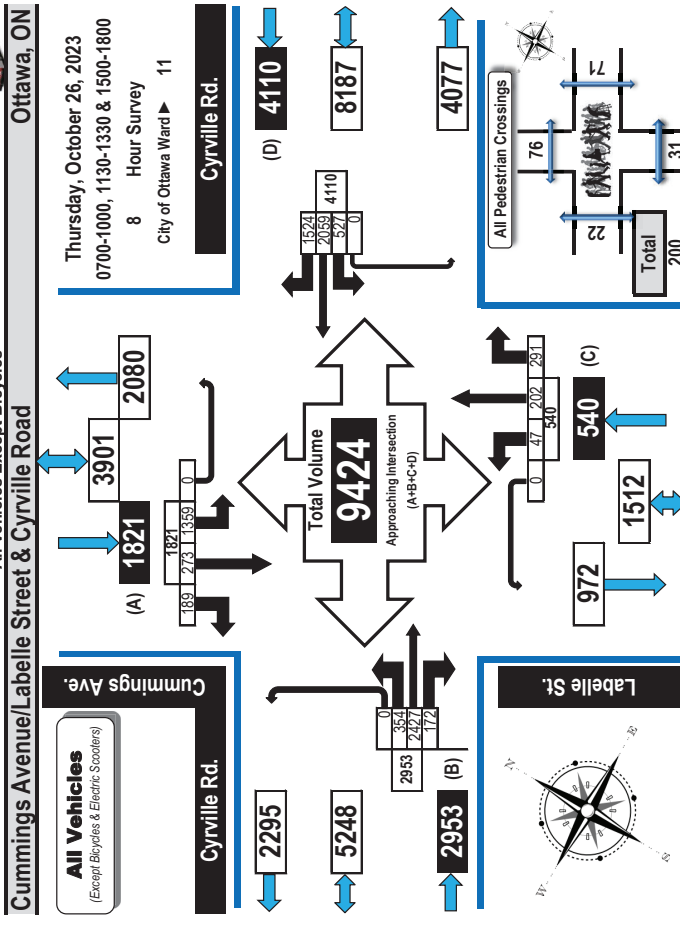 Cummings Avenue/Labelle Street & Cyrville Road Ottawa, ON
All Vehicles
(Except Bicycles & Electric Scooters)
Cummings Ave.
Cyrville Rd.
(A)
1821
3901
2080
1821
189 273 1359 0
Thursday, October 26, 2023
0700-1000, 1130-1330 & 1500-1800
8 Hour Survey
City of Ottawa Ward ► 11
Cyrville Rd.
2295
5248
2953
(B)
2953
0
354
2427
172
Total Volume
9424
Approaching Intersection
(A+B+C+D)
1524
2059
527
0
4110
(D)
4110
8187
4077
0 47 202 291
540
540
(C)
972
1512
Labelle St.
N
E
S
W
All Pedestrian Crossings
76
22
71
31
Total
200